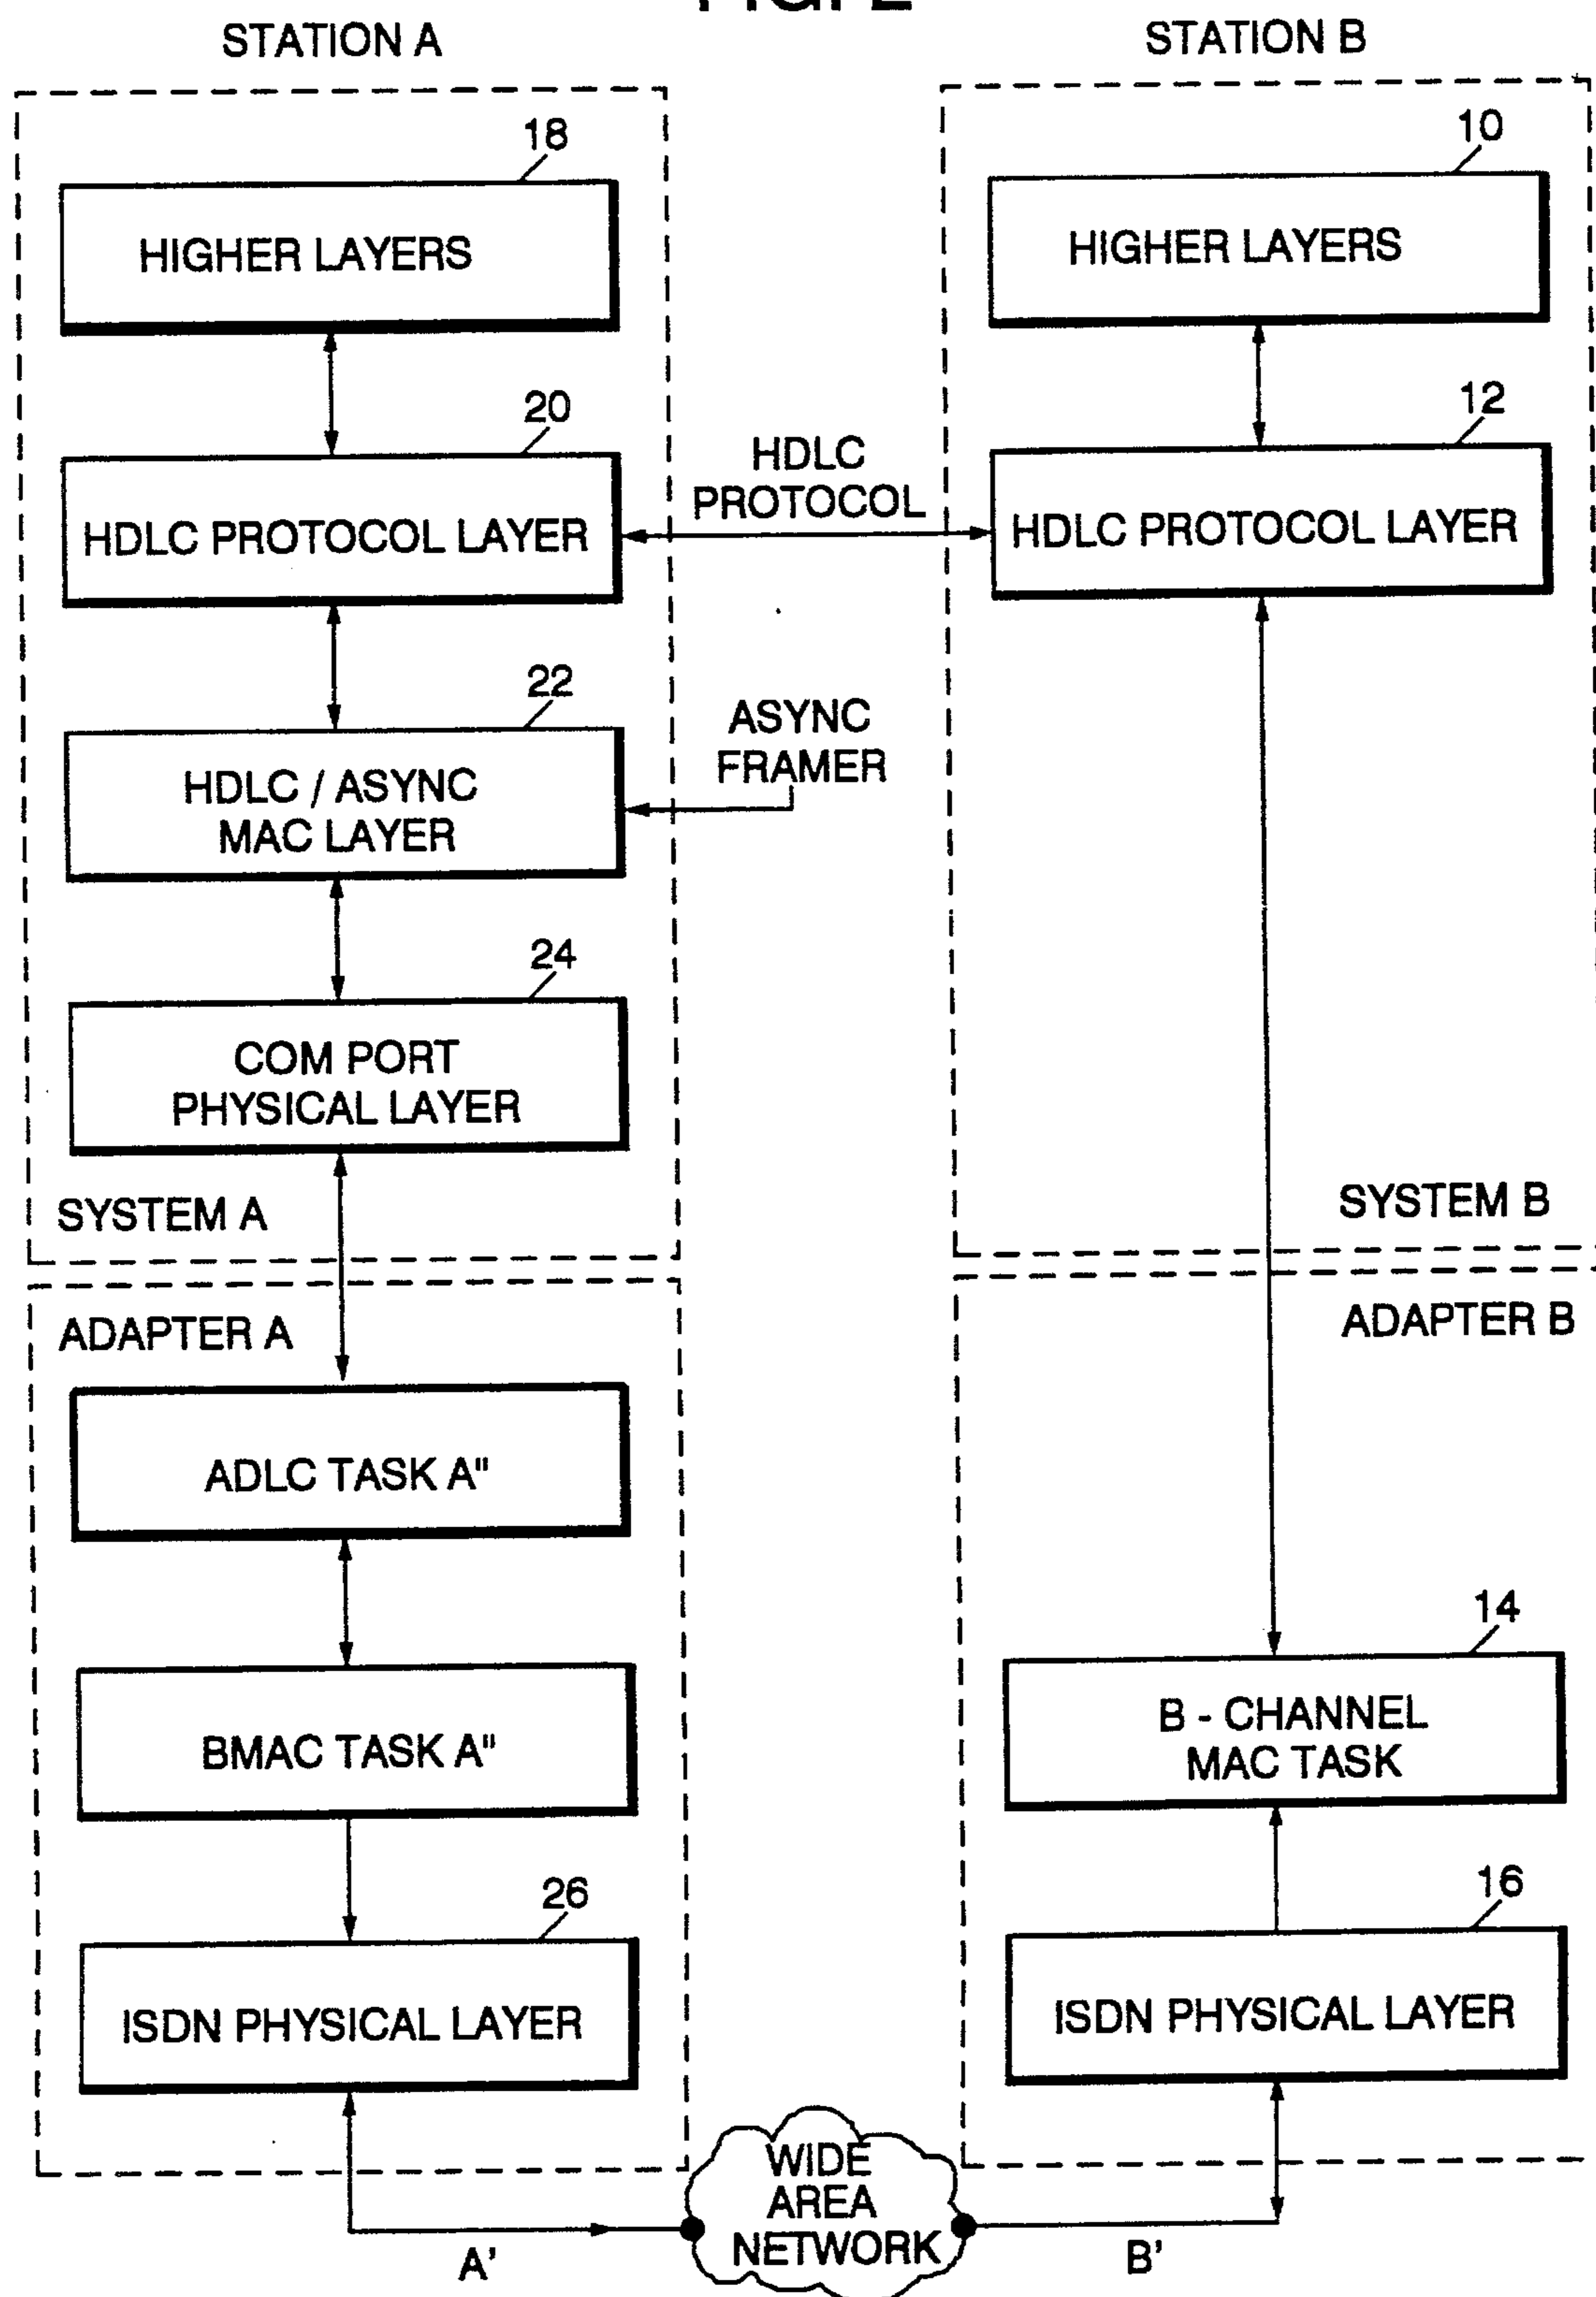 STATION A
STATION B
18
HIGHER LAYERS
10
HIGHER LAYERS
20
HDLC PROTOCOL LAYER
HDLC
PROTOCOL
12
HDLC PROTOCOL LAYER
22
HDLC / ASYNC
MAC LAYER
ASYNC
FRAMER
24
COM PORT
PHYSICAL LAYER
SYSTEM A
SYSTEM B
ADAPTER A
ADAPTER B
ADLC TASK A"
BMAC TASK A"
14
B - CHANNEL
MAC TASK
26
ISDN PHYSICAL LAYER
16
ISDN PHYSICAL LAYER
WIDE
AREA
NETWORK
A'
B'